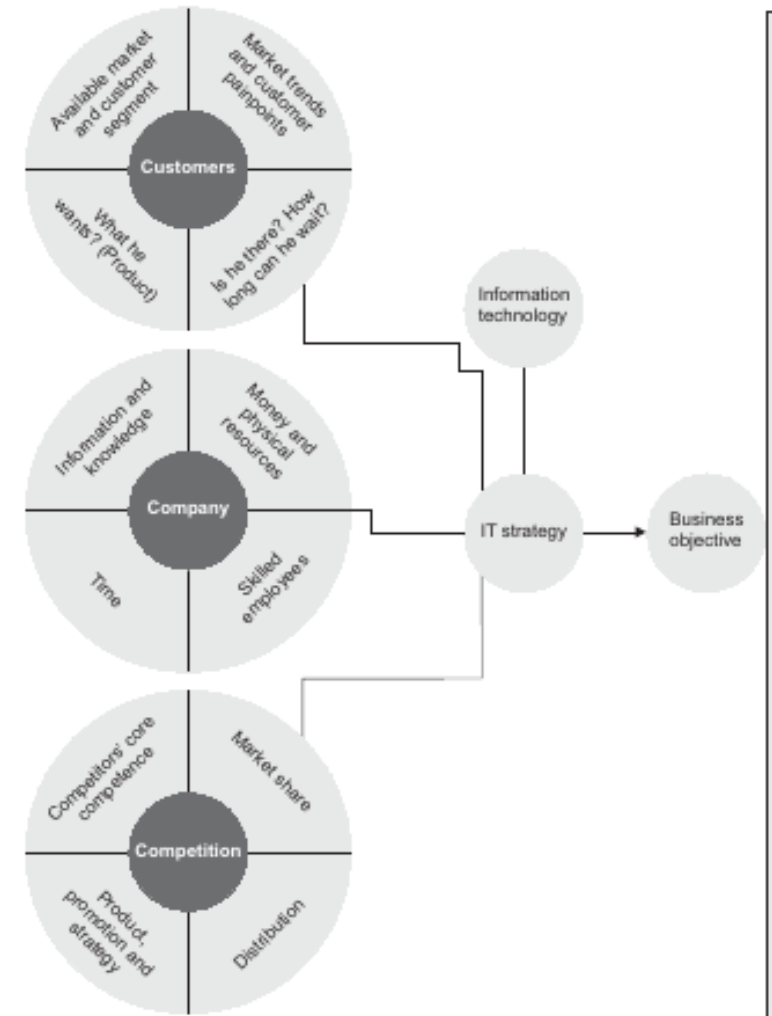 Available market
and customer
segment
Market trends
and customer
painpoints
Customers
What he
wants? (Product)
Is he there? How
long can he wait?
Information
technology
Information and
knowledge
Money and
physical
resources
Company
Time
Skilled
employees
IT strategy
Business
objective
Competitors' core
competence
Market share
Competition
Product,
promotion and
strategy
Distribution